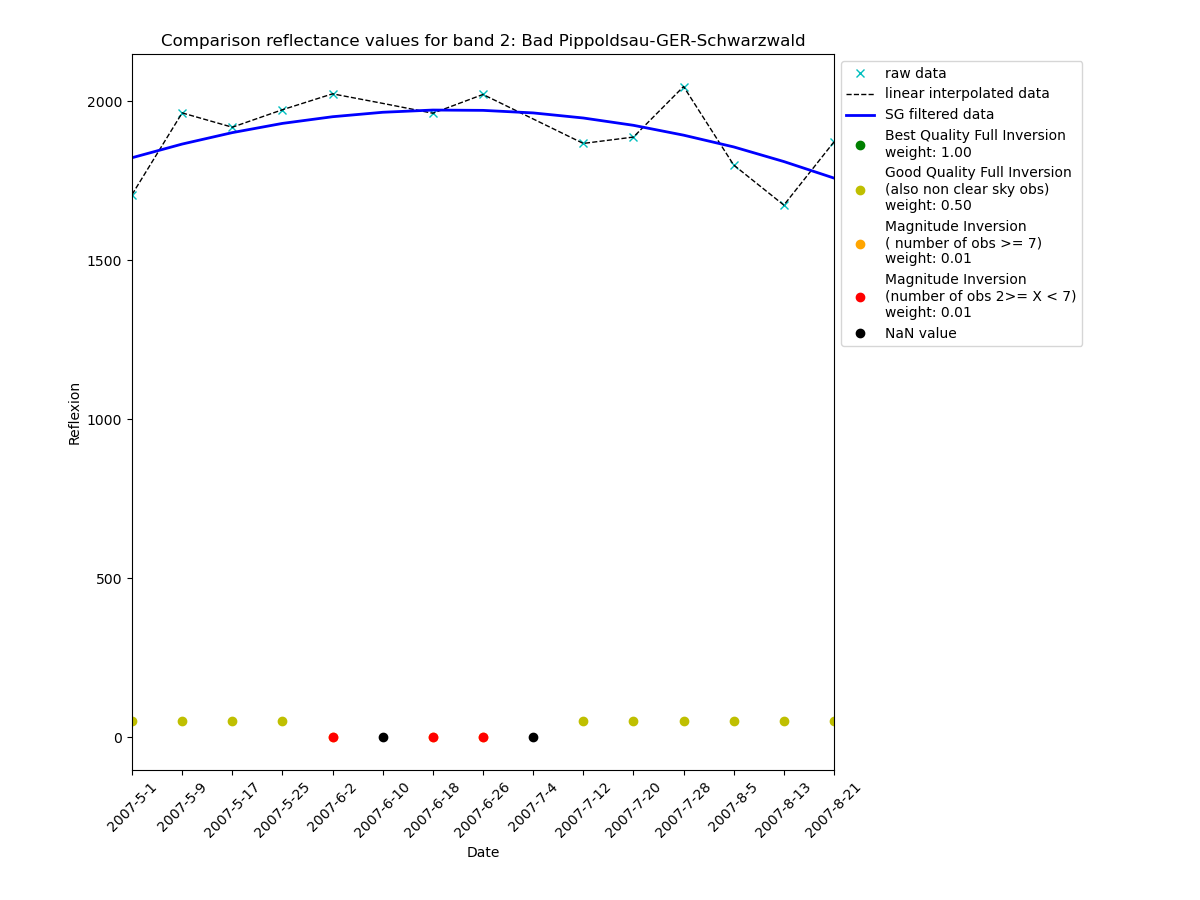 Comparison reflectance values for band 2: Bad Pippoldsau-GER-Schwarzwald
raw data
linear interpolated data
SG filtered data
Best Quality Full Inversion
weight: 1.00
Good Quality Full Inversion
(also non clear sky obs)
weight: 0.50
Magnitude Inversion
( number of obs >= 7)
weight: 0.01
Magnitude Inversion
(number of obs 2>= X < 7)
weight: 0.01
NaN value
Reflexion
2000
1500
1000
500
0
2007-5-1
2007-5-9
2007-5-17
2007-5-25
2007-6-2
2007-6-10
2007-6-18
2007-6-26
2007-7-4
2007-7-12
2007-7-20
2007-7-28
2007-8-5
2007-8-13
2007-8-21
Date